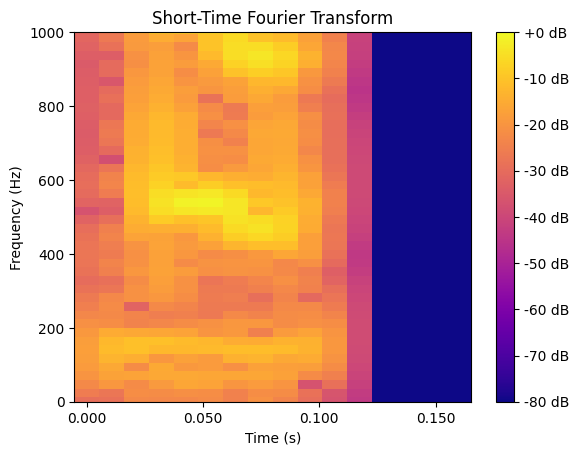 Short-Time Fourier Transform
1000
800
600
400
200
0
Frequency (Hz)
0.000
0.050
0.100
0.150
Time (s)
+0 dB
-10 dB
-20 dB
-30 dB
-40 dB
-50 dB
-60 dB
-70 dB
-80 dB